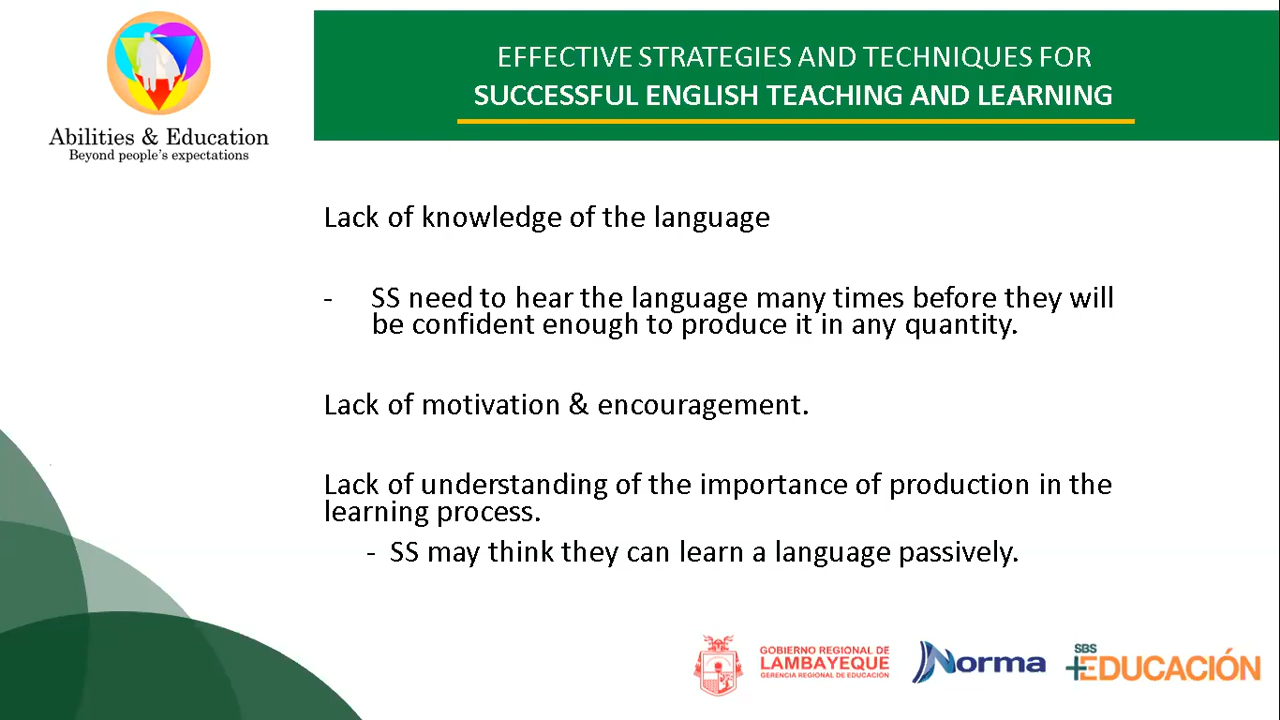 Abilities & Education
Beyond people's expectations
EFFECTIVE STRATEGIES AND TECHNIQUES FOR
SUCCESSFUL ENGLISH TEACHING AND LEARNING
Lack of knowledge of the language
- SS need to hear the language many times before they will
be confident enough to produce it in any quantity.
Lack of motivation & encouragement.
Lack of understanding of the importance of production in the
learning process.
- SS may think they can learn a language passively.
GOBIERNO REGIONAL DE
LAMBAYEQUE
GERENCIA REGIONAL DE EDUCACIÓN
Norma
SBS
+EDUCACIÓN